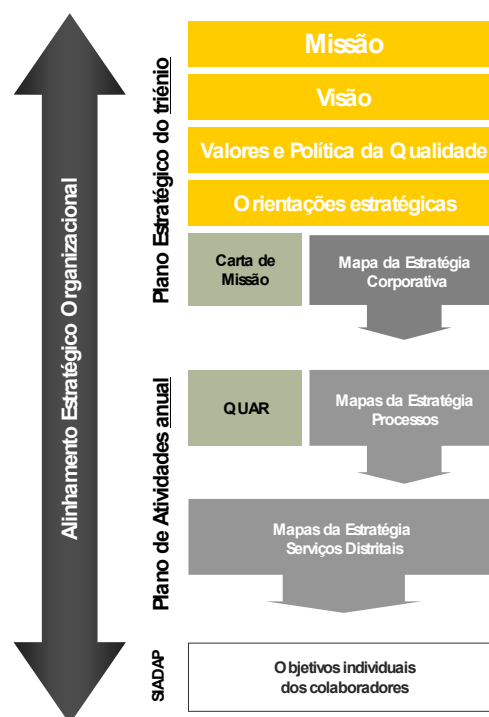 Alinhamento Estratégico Organizacional
Plano Estratégico do triénio
Missão
Visão
Valores e Política da Qualidade
Orientações estratégicas
Carta de
Missão
Mapa da Estratégia
Corporativa
Plano de Atividades anual
QUAR
Mapas da Estratégia
Processos
Mapas da Estratégia
Serviços Distritais
SIADAP
Objetivos individuais
dos colaboradores